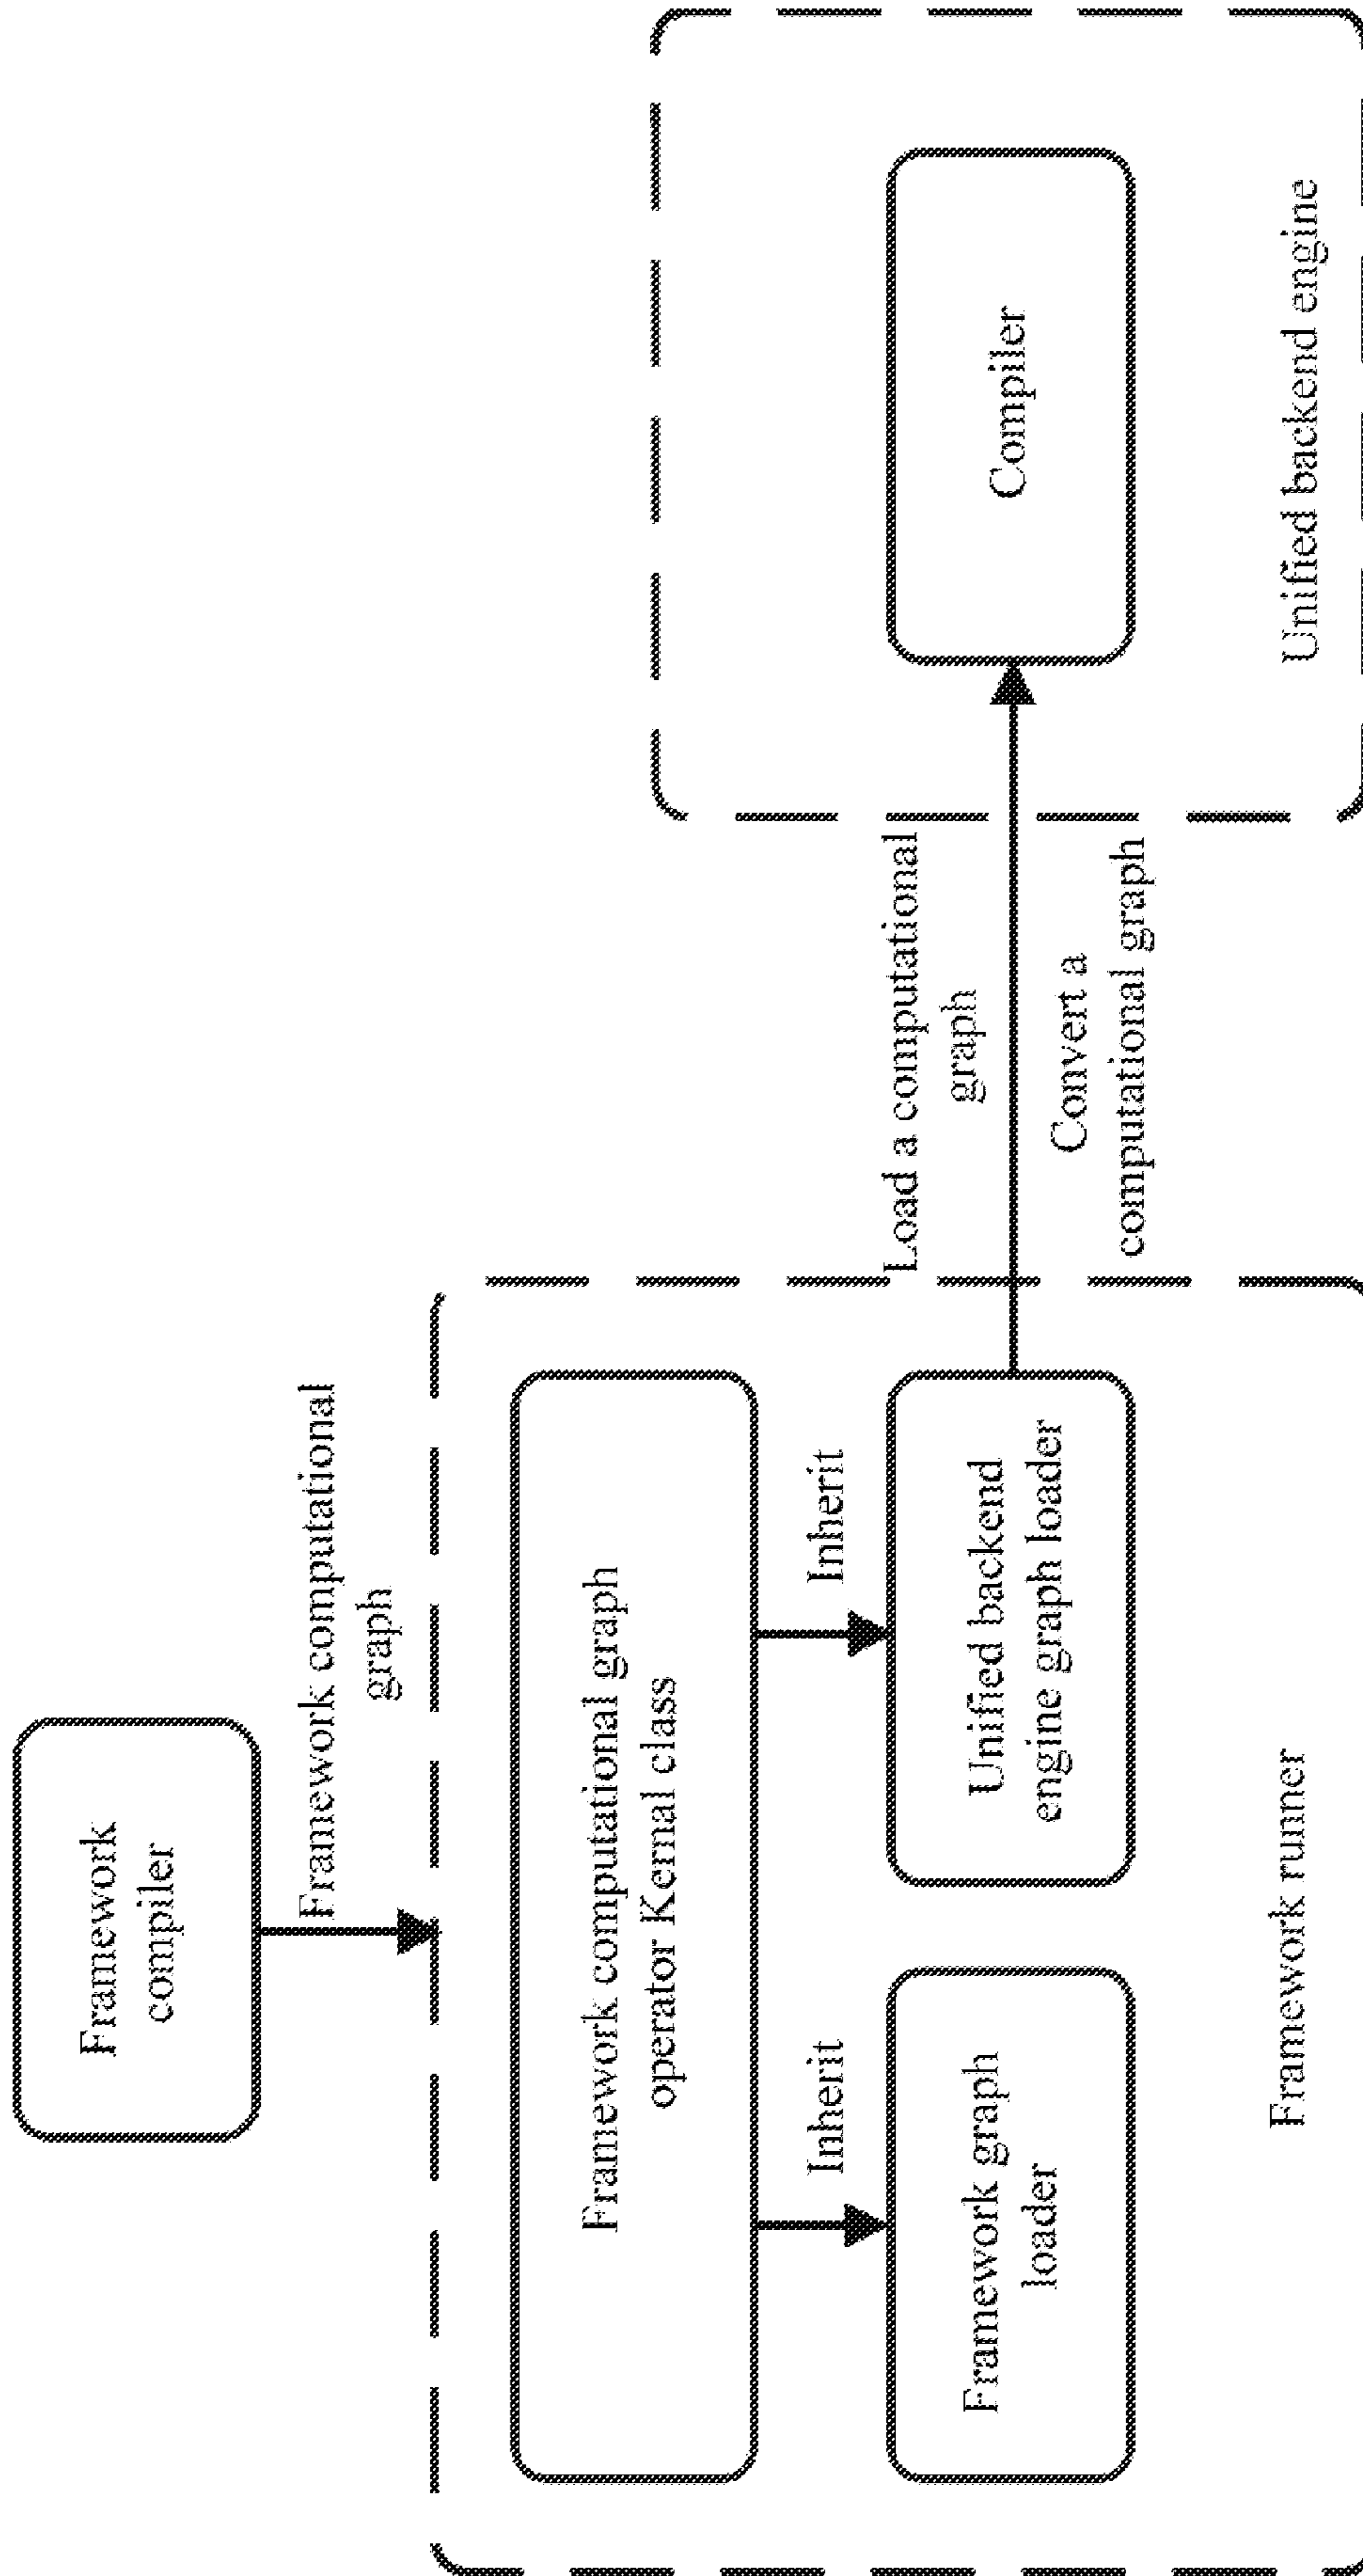 Framework
compiler
Framework computational
graph
Framework computational graph
operator Kernal class
Inherit
Inherit
Framework graph
loader
Unified backend
engine graph loader
Framework runner
Load a computational
graph
Convert a
computational graph
Compiler
Unified backend engine